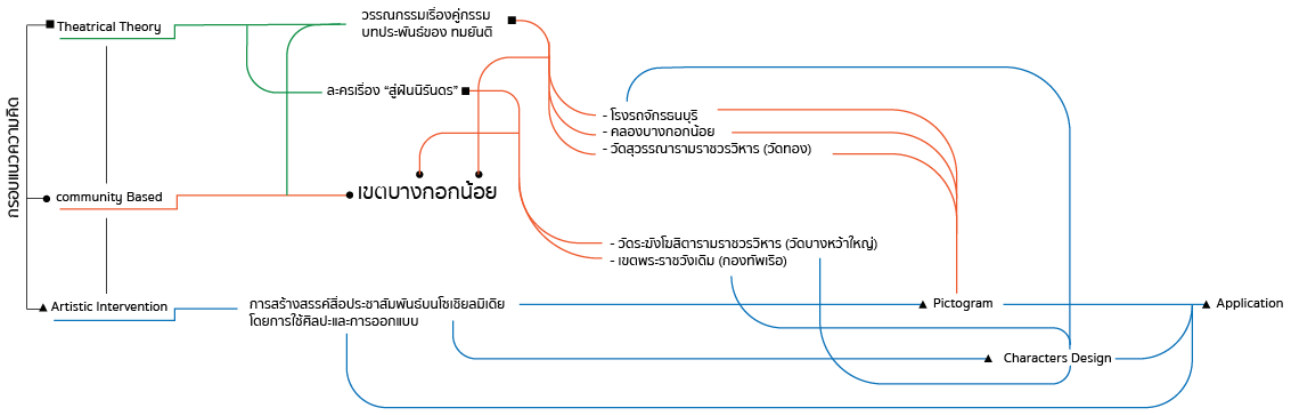 กรอบแนวความคิด
Theatrical Theory
วรรณกรรมเรื่องคู่กรรม
บทประพันธ์ของ ทมยันติ
ละครเรื่อง “สู่ฝันนิรันดร”
- โรงรถจักรธนบุริ
- คลองบางกอกน้อย
- วัดสุวรรณารามราชวรวิหาร (วัดทอง)
community Based
เขตบางกอกน้อย
- วัดระฆังโฆสิตารามราชวรวิหาร (วัดบางหว้าใหญ่)
- เขตพระราชวังเดิม (กองทัพเรือ)
Artistic Intervention
การสร้างสรรค์สื่อประชาสัมพันธ์บนโซเชียลมิเดีย
โดยการใช้ศิลปะและการออกแบบ
Pictogram
Application
Characters Design